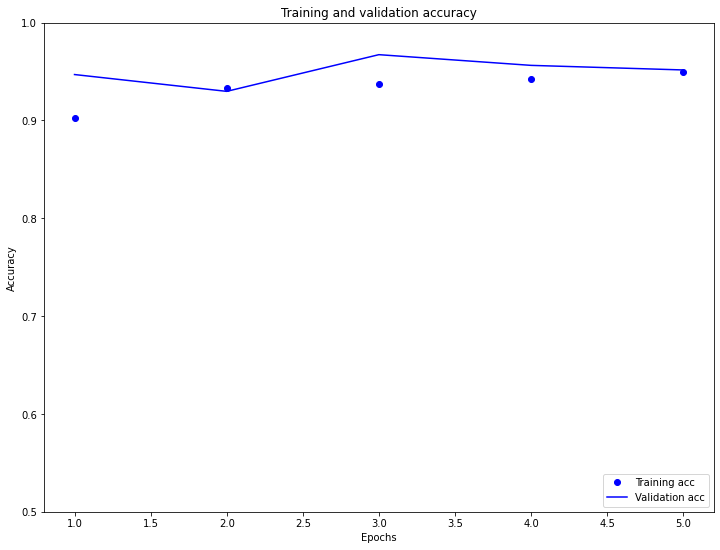 Training and validation accuracy
1.0
0.9
0.8
0.7
0.6
0.5
Accuracy
1.0 1.5 2.0 2.5 3.0 3.5 4.0 4.5 5.0
Epochs
Training acc
Validation acc